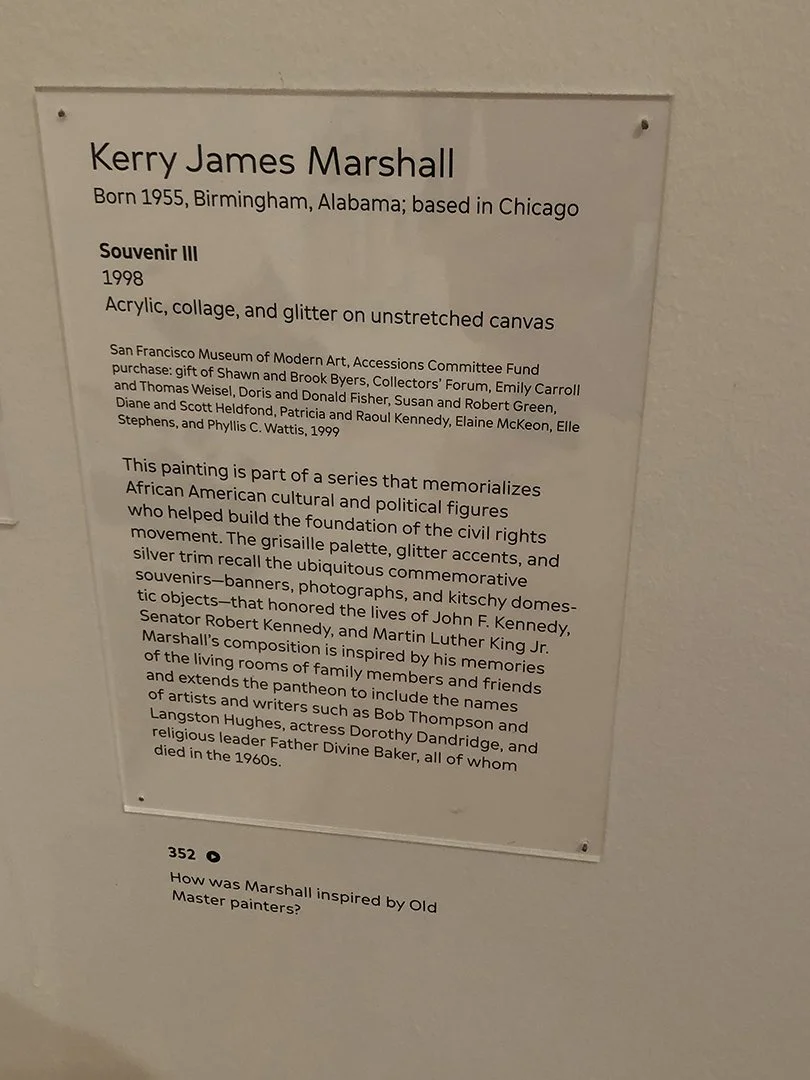 Kerry James Marshall
Born 1955, Birmingham, Alabama; based in Chicago
Souvenir III
1998
Acrylic, collage, and glitter on unstretched canvas
San Francisco Museum of Modern Art, Accessions Committee Fund
purchase: gift of Shawn and Brook Byers, Collectors' Forum, Emily Carroll
and Thomas Weisel, Doris and Donald Fisher, Susan and Robert Green,
Diane and Scott Heldfond, Patricia and Raoul Kennedy, Elaine McKeon, Elle
Stephens, and Phyllis C. Wattis, 1999
This painting is part of a series that memorializes
African American cultural and political figures
who helped build the foundation of the civil rights
movement. The grisaille palette, glitter accents, and
silver trim recall the ubiquitous commemorative
souvenirs—banners, photographs, and kitschy domes-
tic objects—that honored the lives of John F. Kennedy,
Senator Robert Kennedy, and Martin Luther King Jr.
Marshall's composition is inspired by his memories
of the living rooms of family members and friends
and extends the pantheon to include the names
of artists and writers such as Bob Thompson and
Langston Hughes, actress Dorothy Dandridge, and
religious leader Father Divine Baker, all of whom
died in the 1960s.
352
How was Marshall inspired by Old
Master painters?